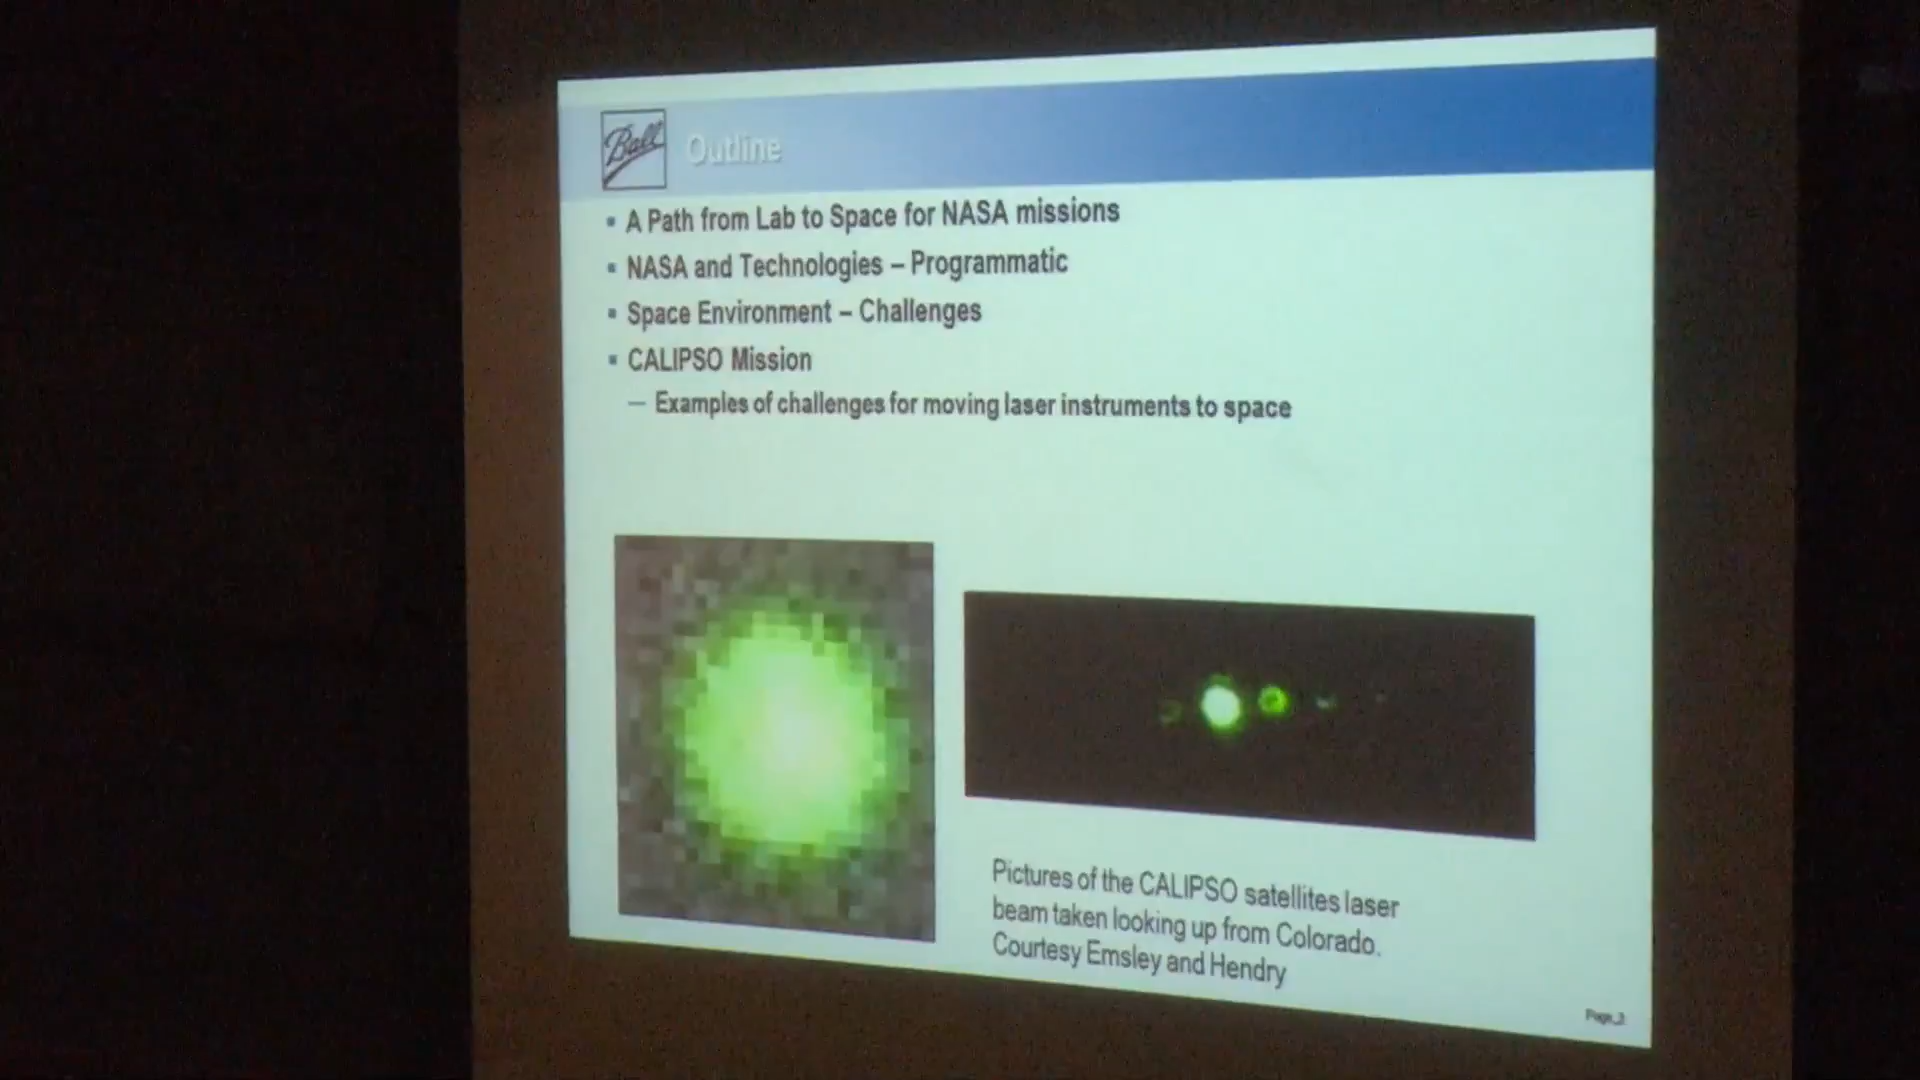 Ball
Outline
▪ A Path from Lab to Space for NASA missions
▪ NASA and Technologies – Programmatic
▪ Space Environment – Challenges
▪ CALIPSO Mission
– Examples of challenges for moving laser instruments to space
Pictures of the CALIPSO satellites laser
beam taken looking up from Colorado.
Courtesy Emsley and Hendry
Page_2